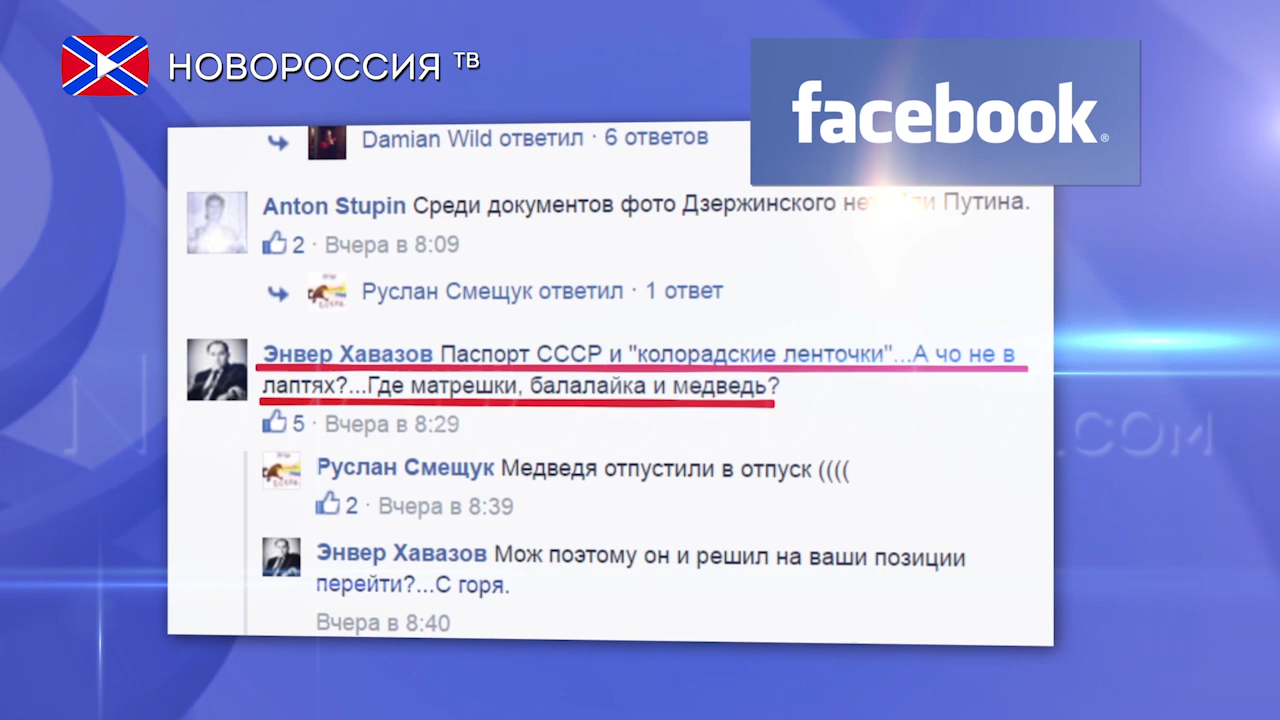 НОВОРОССИЯ ТВ
facebook®
Damian Wild ответил · 6 ответов
Anton Stupin Среди документов фото Дзержинского нет Или Путина.
2 · Вчера в 8:09
Руслан Смещук ответил · 1 ответ
Энвер Хавазов Паспорт СССР и "колорадские ленточки"...А чо не в
лаптях?...Где матрешки, балалайка и медведь?
5 · Вчера в 8:29
Руслан Смещук Медведя отпустили в отпуск ((((
2 · Вчера в 8:39
Энвер Хавазов Мож поэтому он и решил на ваши позиции
перейти?...С горя.
Вчера в 8:40
.COM